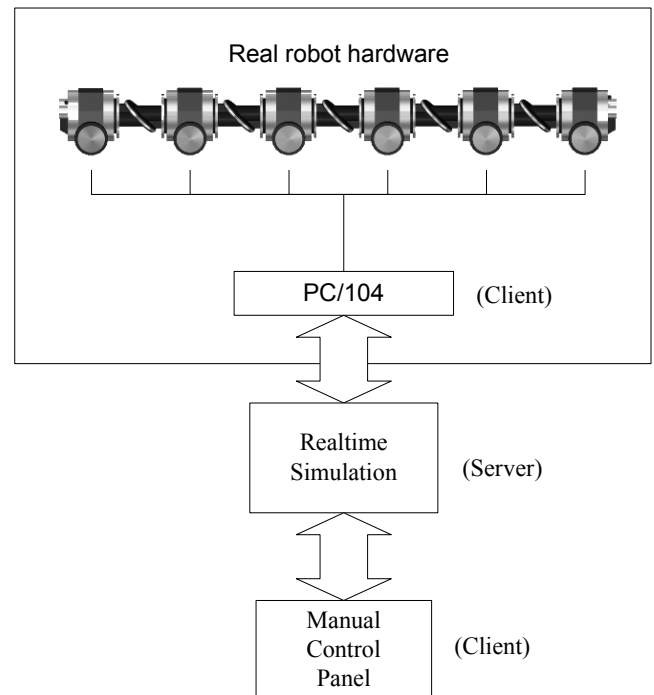 Real robot hardware
PC/104
(Client)
Realtime
Simulation
(Server)
Manual
Control
Panel
(Client)